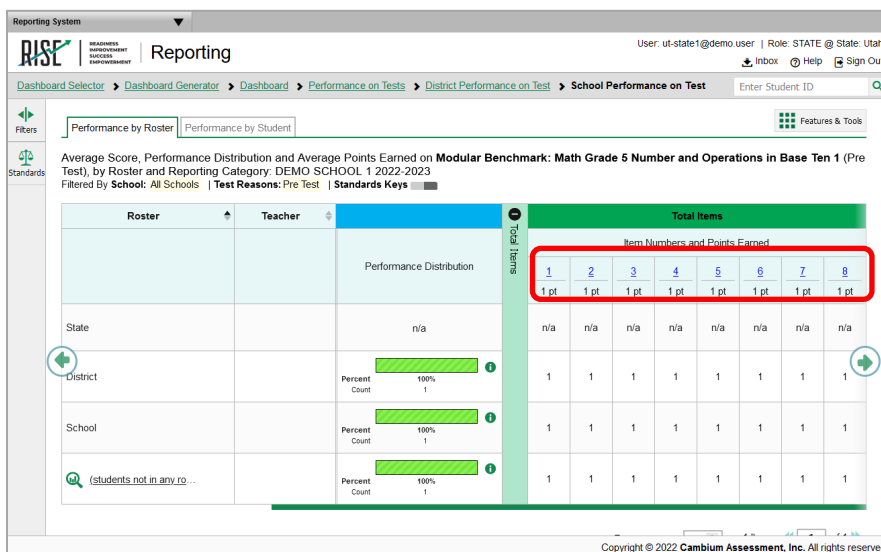 Reporting System
RISE READINESS IMPROVEMENT SUCCESS EMPOWERMENT Reporting
User: ut-state1@demo.user | Role: STATE @ State: Utah
Inbox Help Sign Ou
Dashboard Selector Dashboard Generator Dashboard Performance on Tests District Performance on Test School Performance on Test Enter Student ID
Filters
Standards
Performance by Roster Performance by Student Features & Tools
Average Score, Performance Distribution and Average Points Earned on Modular Benchmark: Math Grade 5 Number and Operations in Base Ten 1 (Pre
Test), by Roster and Reporting Category: DEMO SCHOOL 1 2022-2023
Filtered By School: All Schools | Test Reasons: Pre Test | Standards Keys
Roster Teacher Total Items Total Items
Item Numbers and Points Earned
Performance Distribution
1 2 3 4 5 6 7 8
1 pt 1 pt 1 pt 1 pt 1 pt 1 pt 1 pt 1 pt
State n/a n/a n/a n/a n/a n/a n/a n/a n/a
District Percent 100% Count 1 1 1 1 1 1 1 1 1
School Percent 100% Count 1 1 1 1 1 1 1 1 1
(students not in any ro... Percent 100% Count 1 1 1 1 1 1 1 1 1
Copyright © 2022 Cambium Assessment, Inc. All rights reserve